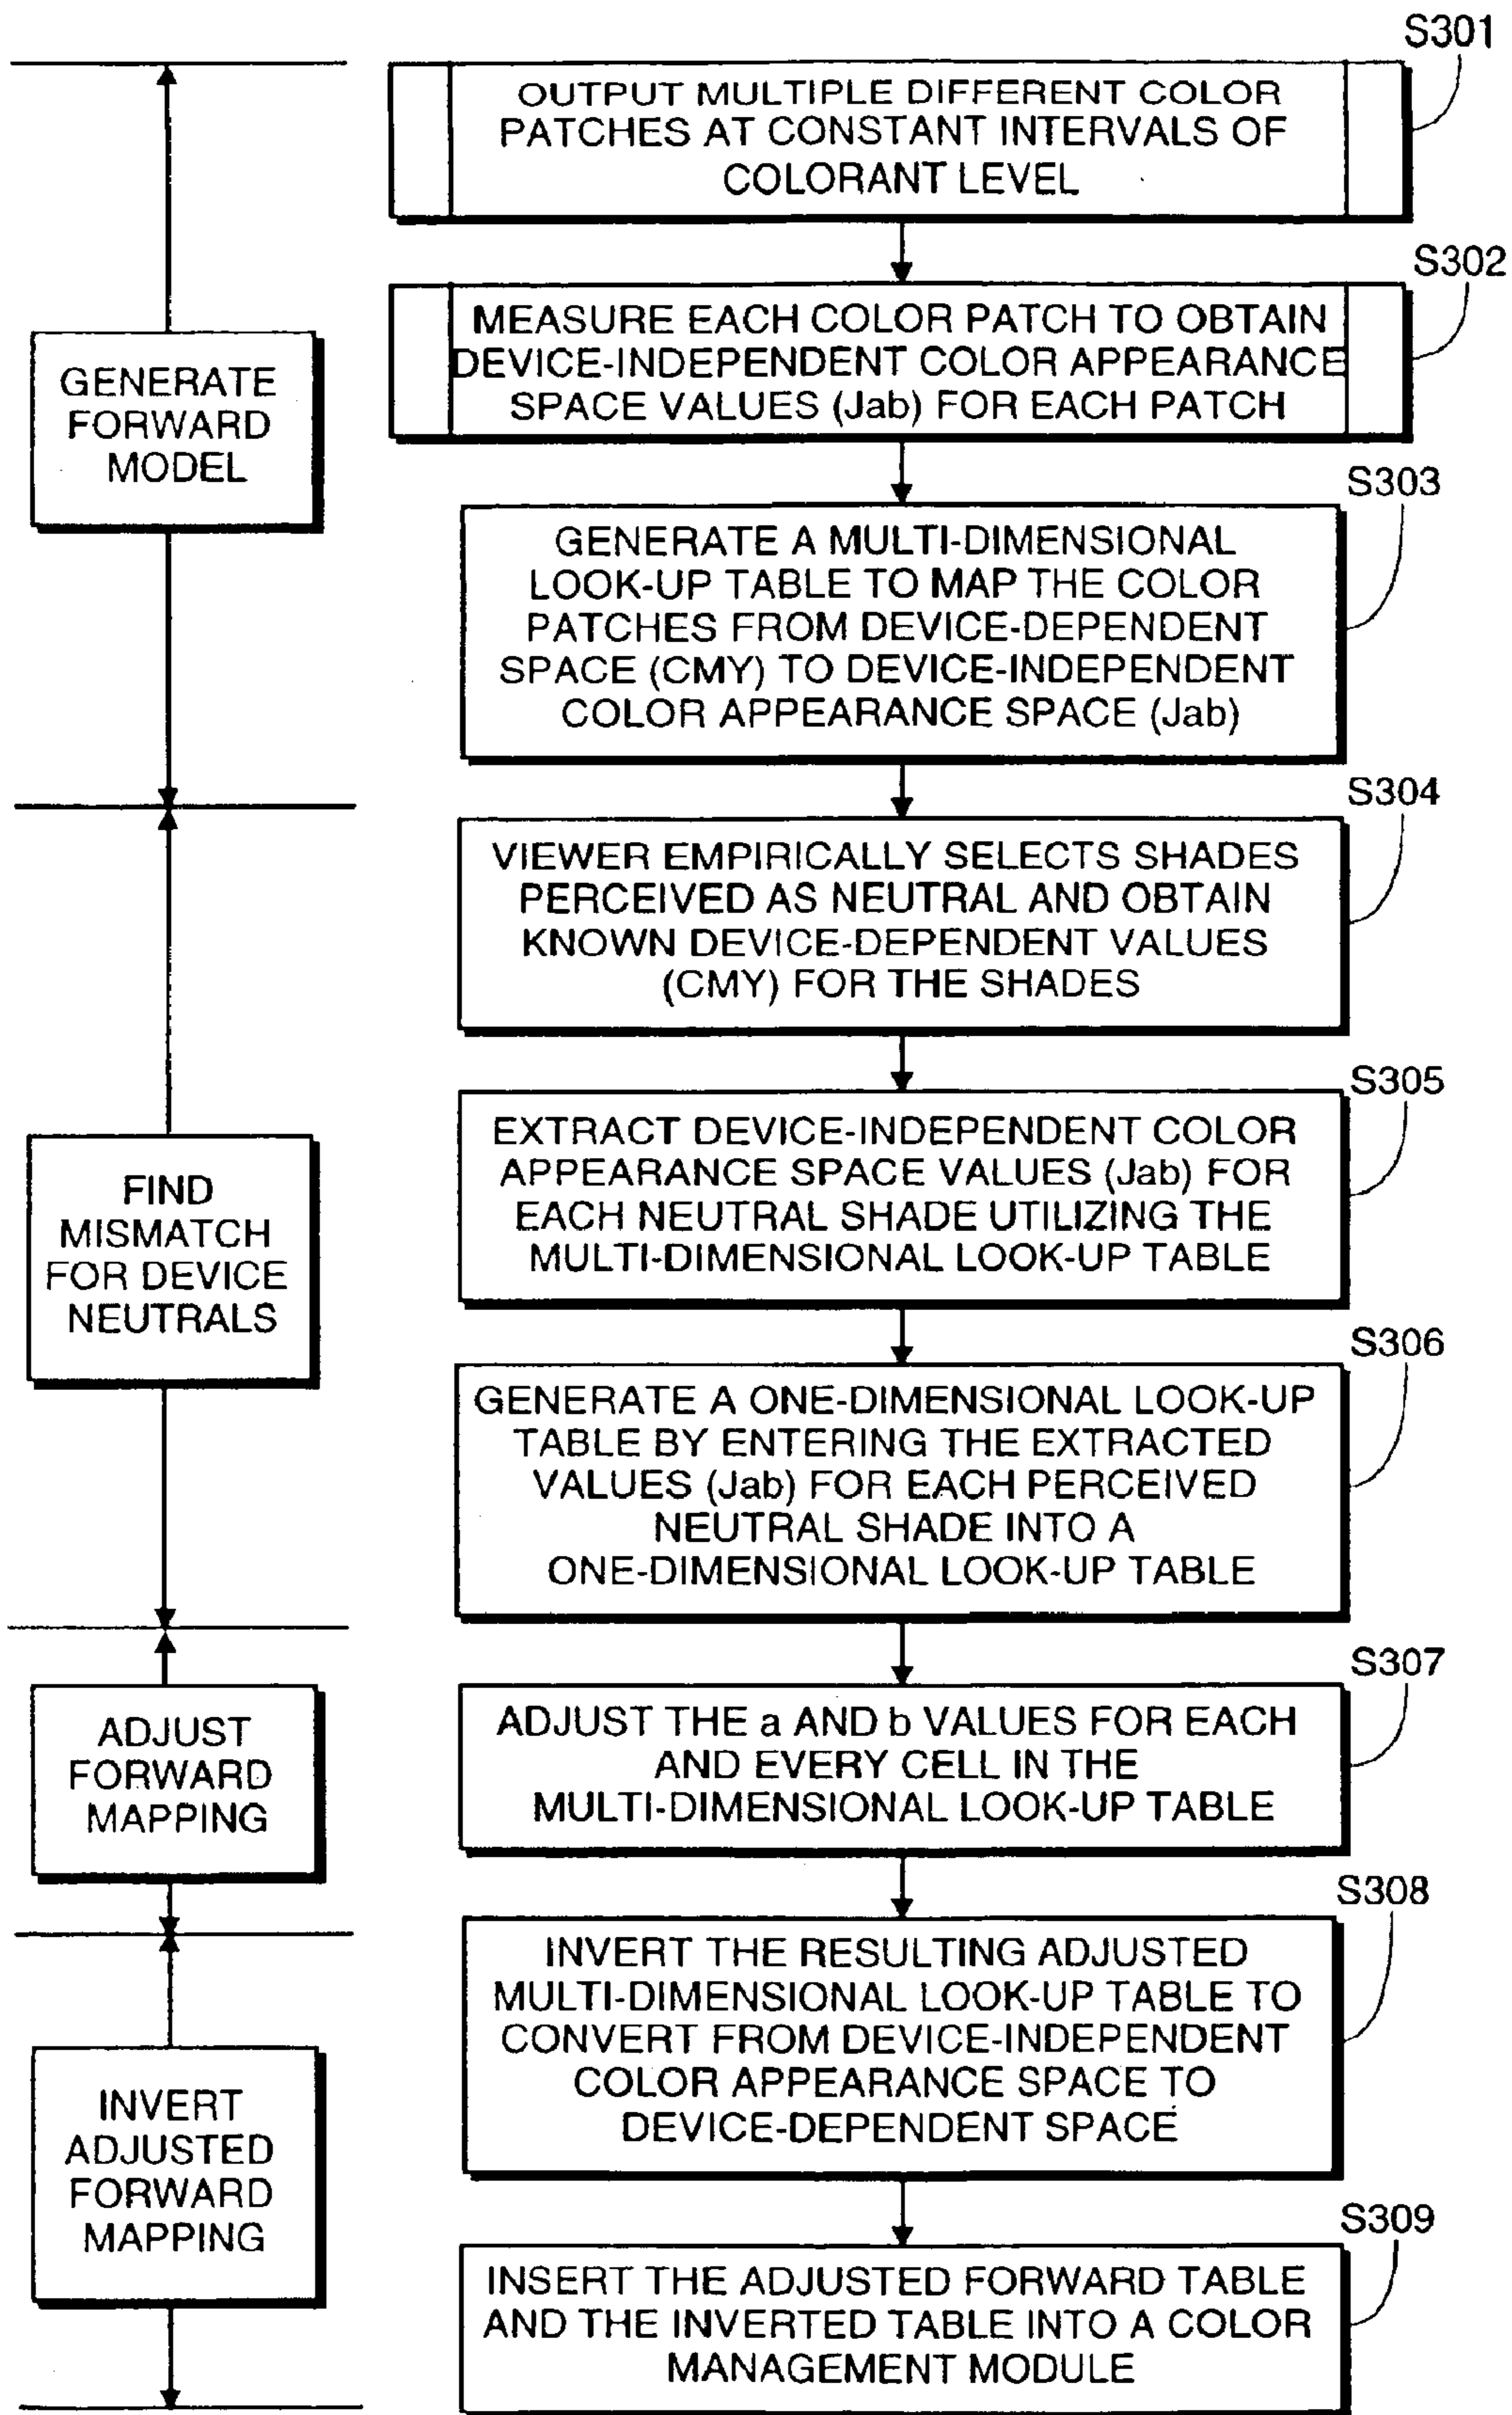 S301
OUTPUT MULTIPLE DIFFERENT COLOR
PATCHES AT CONSTANT INTERVALS OF
COLORANT LEVEL
S302
MEASURE EACH COLOR PATCH TO OBTAIN
DEVICE-INDEPENDENT COLOR APPEARANCE
SPACE VALUES (Jab) FOR EACH PATCH
GENERATE
FORWARD
MODEL
S303
GENERATE A MULTI-DIMENSIONAL
LOOK-UP TABLE TO MAP THE COLOR
PATCHES FROM DEVICE-DEPENDENT
SPACE (CMY) TO DEVICE-INDEPENDENT
COLOR APPEARANCE SPACE (Jab)
S304
VIEWER EMPIRICALLY SELECTS SHADES
PERCEIVED AS NEUTRAL AND OBTAIN
KNOWN DEVICE-DEPENDENT VALUES
(CMY) FOR THE SHADES
S305
EXTRACT DEVICE-INDEPENDENT COLOR
APPEARANCE SPACE VALUES (Jab) FOR
EACH NEUTRAL SHADE UTILIZING THE
MULTI-DIMENSIONAL LOOK-UP TABLE
FIND
MISMATCH
FOR DEVICE
NEUTRALS
S306
GENERATE A ONE-DIMENSIONAL LOOK-UP
TABLE BY ENTERING THE EXTRACTED
VALUES (Jab) FOR EACH PERCEIVED
NEUTRAL SHADE INTO A
ONE-DIMENSIONAL LOOK-UP TABLE
S307
ADJUST THE a AND b VALUES FOR EACH
AND EVERY CELL IN THE
MULTI-DIMENSIONAL LOOK-UP TABLE
ADJUST
FORWARD
MAPPING
S308
INVERT THE RESULTING ADJUSTED
MULTI-DIMENSIONAL LOOK-UP TABLE TO
CONVERT FROM DEVICE-INDEPENDENT
COLOR APPEARANCE SPACE TO
DEVICE-DEPENDENT SPACE
INVERT
ADJUSTED
FORWARD
MAPPING
S309
INSERT THE ADJUSTED FORWARD TABLE
AND THE INVERTED TABLE INTO A COLOR
MANAGEMENT MODULE